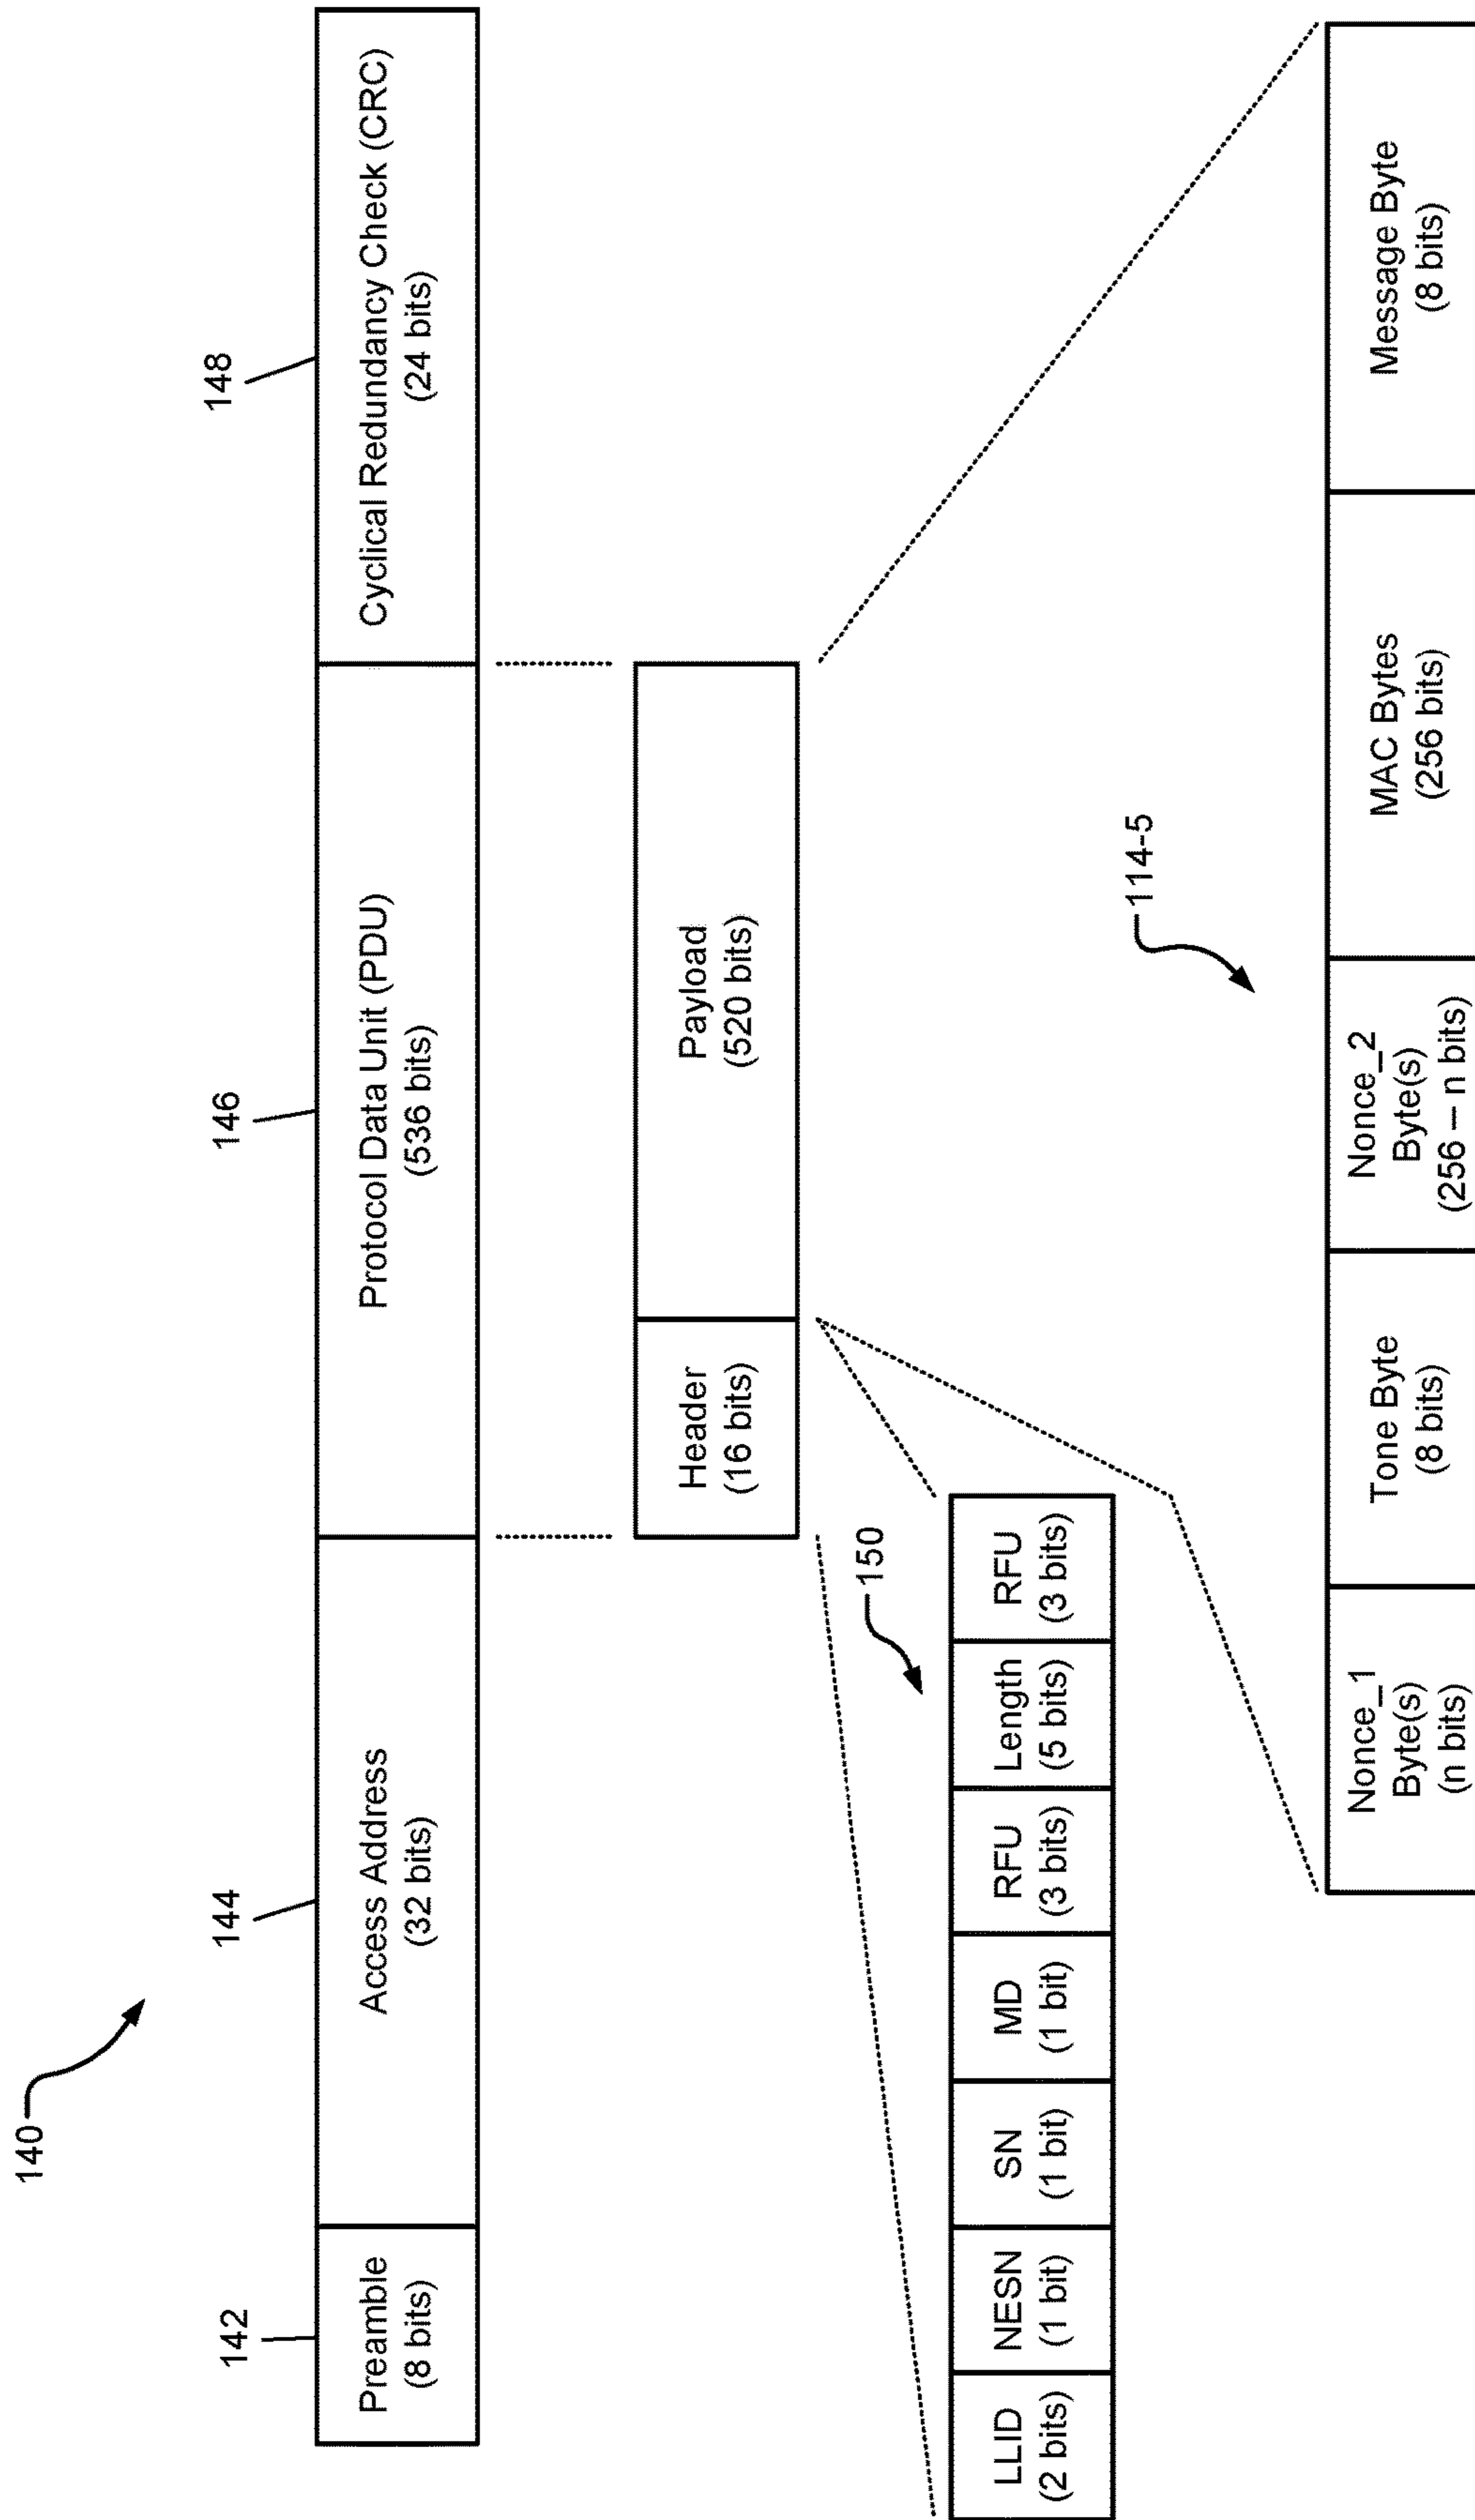 140
142
144
146
148
Preamble
(8 bits)
Access Address
(32 bits)
Protocol Data Unit (PDU)
(536 bits)
Cyclical Redundancy Check (CRC)
(24 bits)
Header
(16 bits)
Payload
(520 bits)
150
LLID
(2 bits)
NESN
(1 bit)
SN
(1 bit)
MD
(1 bit)
RFU
(3 bits)
Length
(5 bits)
RFU
(3 bits)
114-5
Nonce_1
Byte(s)
(n bits)
Tone Byte
(8 bits)
Nonce_2
Byte(s)
(256 – n bits)
MAC Bytes
(256 bits)
Message Byte
(8 bits)